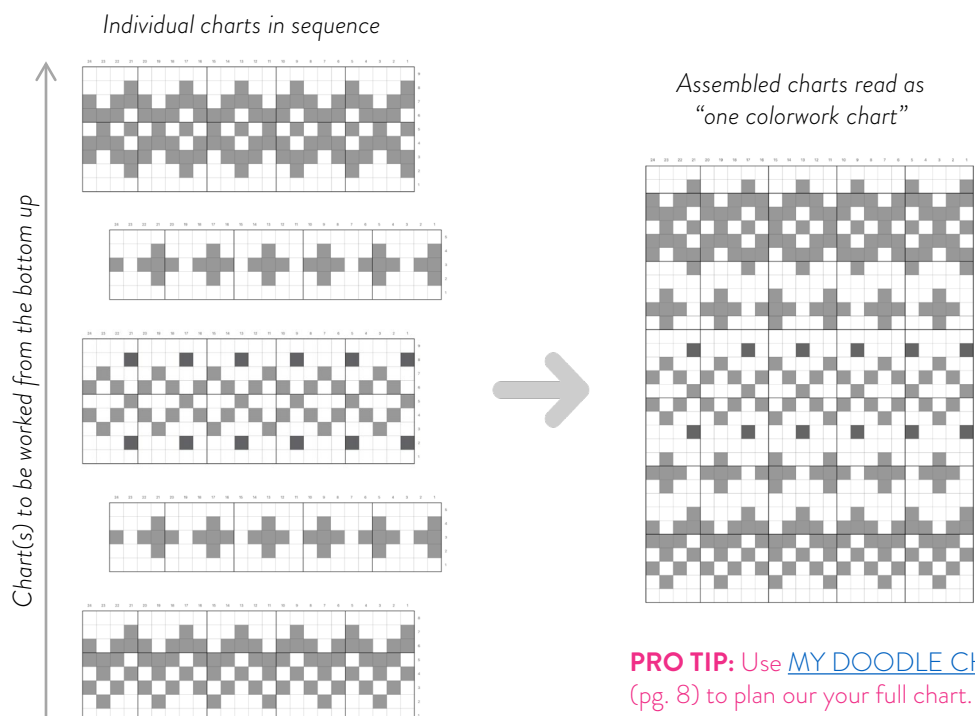 Individual charts in sequence
Chart(s) to be worked from the bottom up
Assembled charts read as
"one colorwork chart"
PRO TIP: Use MY DOODLE CH
(pg. 8) to plan our your full chart.